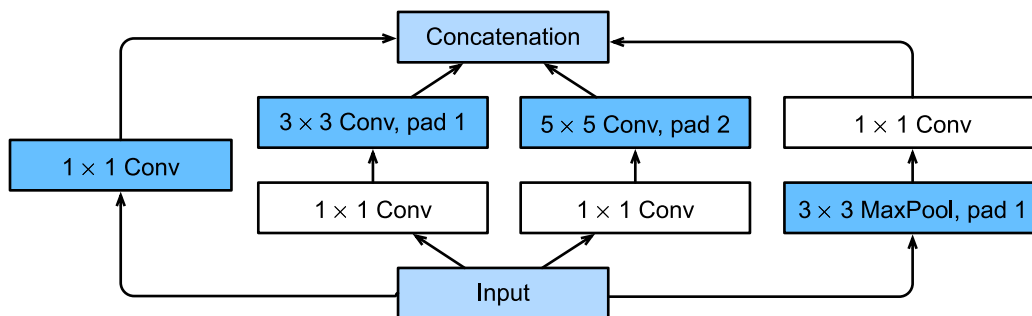 Concatenation
3 × 3 Conv, pad 1
5 × 5 Conv, pad 2
1 × 1 Conv
1 × 1 Conv
1 × 1 Conv
1 × 1 Conv
3 × 3 MaxPool, pad 1
Input